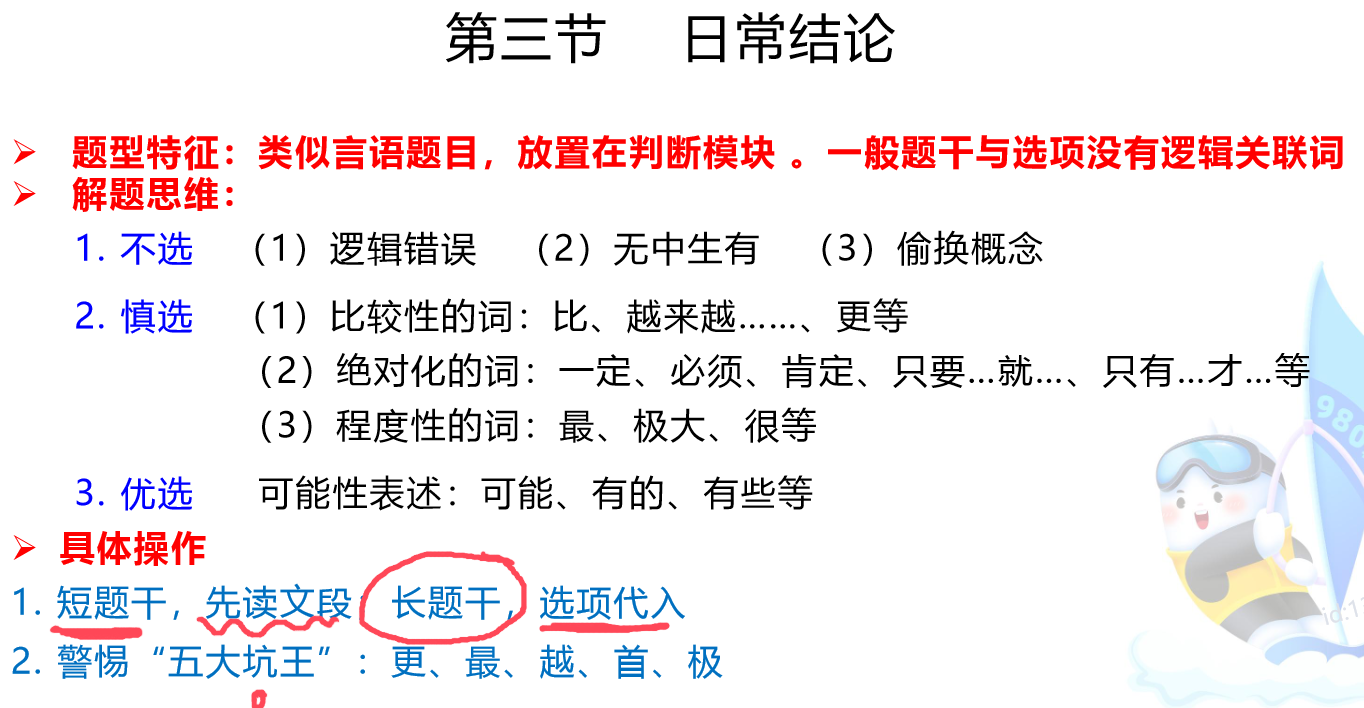 第三节 日常结论
➢ 题型特征：类似言语题目，放置在判断模块 。一般题干与选项没有逻辑关联词
➢ 解题思维：
1. 不选 （1）逻辑错误 （2）无中生有 （3）偷换概念
2. 慎选 （1）比较性的词：比、越来越……、更等
（2）绝对化的词：一定、必须、肯定、只要…就…、只有…才…等
（3）程度性的词：最、极大、很等
3. 优选 可能性表述：可能、有的、有些等
➢ 具体操作
1. 短题干，先读文段；长题干，选项代入
2. 警惕“五大坑王”：更、最、越、首、极
980